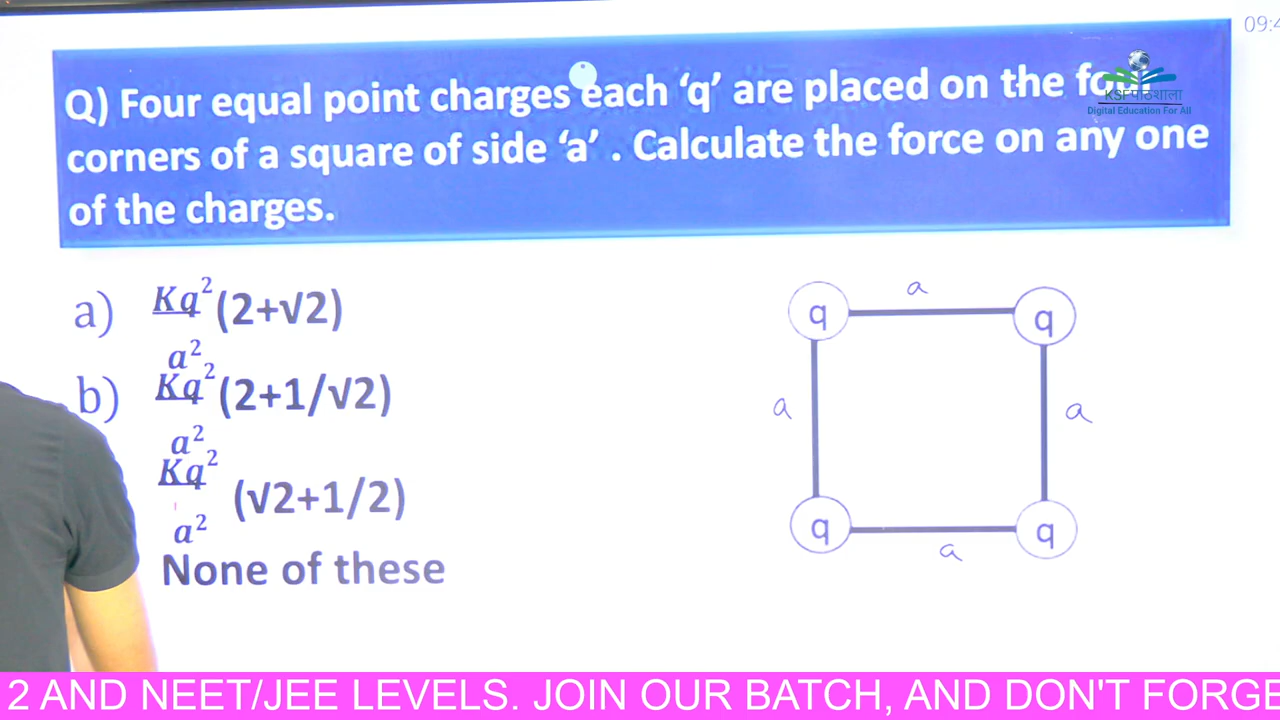 09:4
Q) Four equal point charges each ‘q’ are placed on the fo
KSFपाठशाला
Digital Education For All
corners of a square of side ‘a’ . Calculate the force on any one
of the charges.
a) Kq²(2+√2)
a²
b) Kq²(2+1/√2)
a²
Kq²
(√2+1/2)
a²
None of these
a
q q
a a
q q
a
2 AND NEET/JEE LEVELS. JOIN OUR BATCH, AND DON'T FORGE